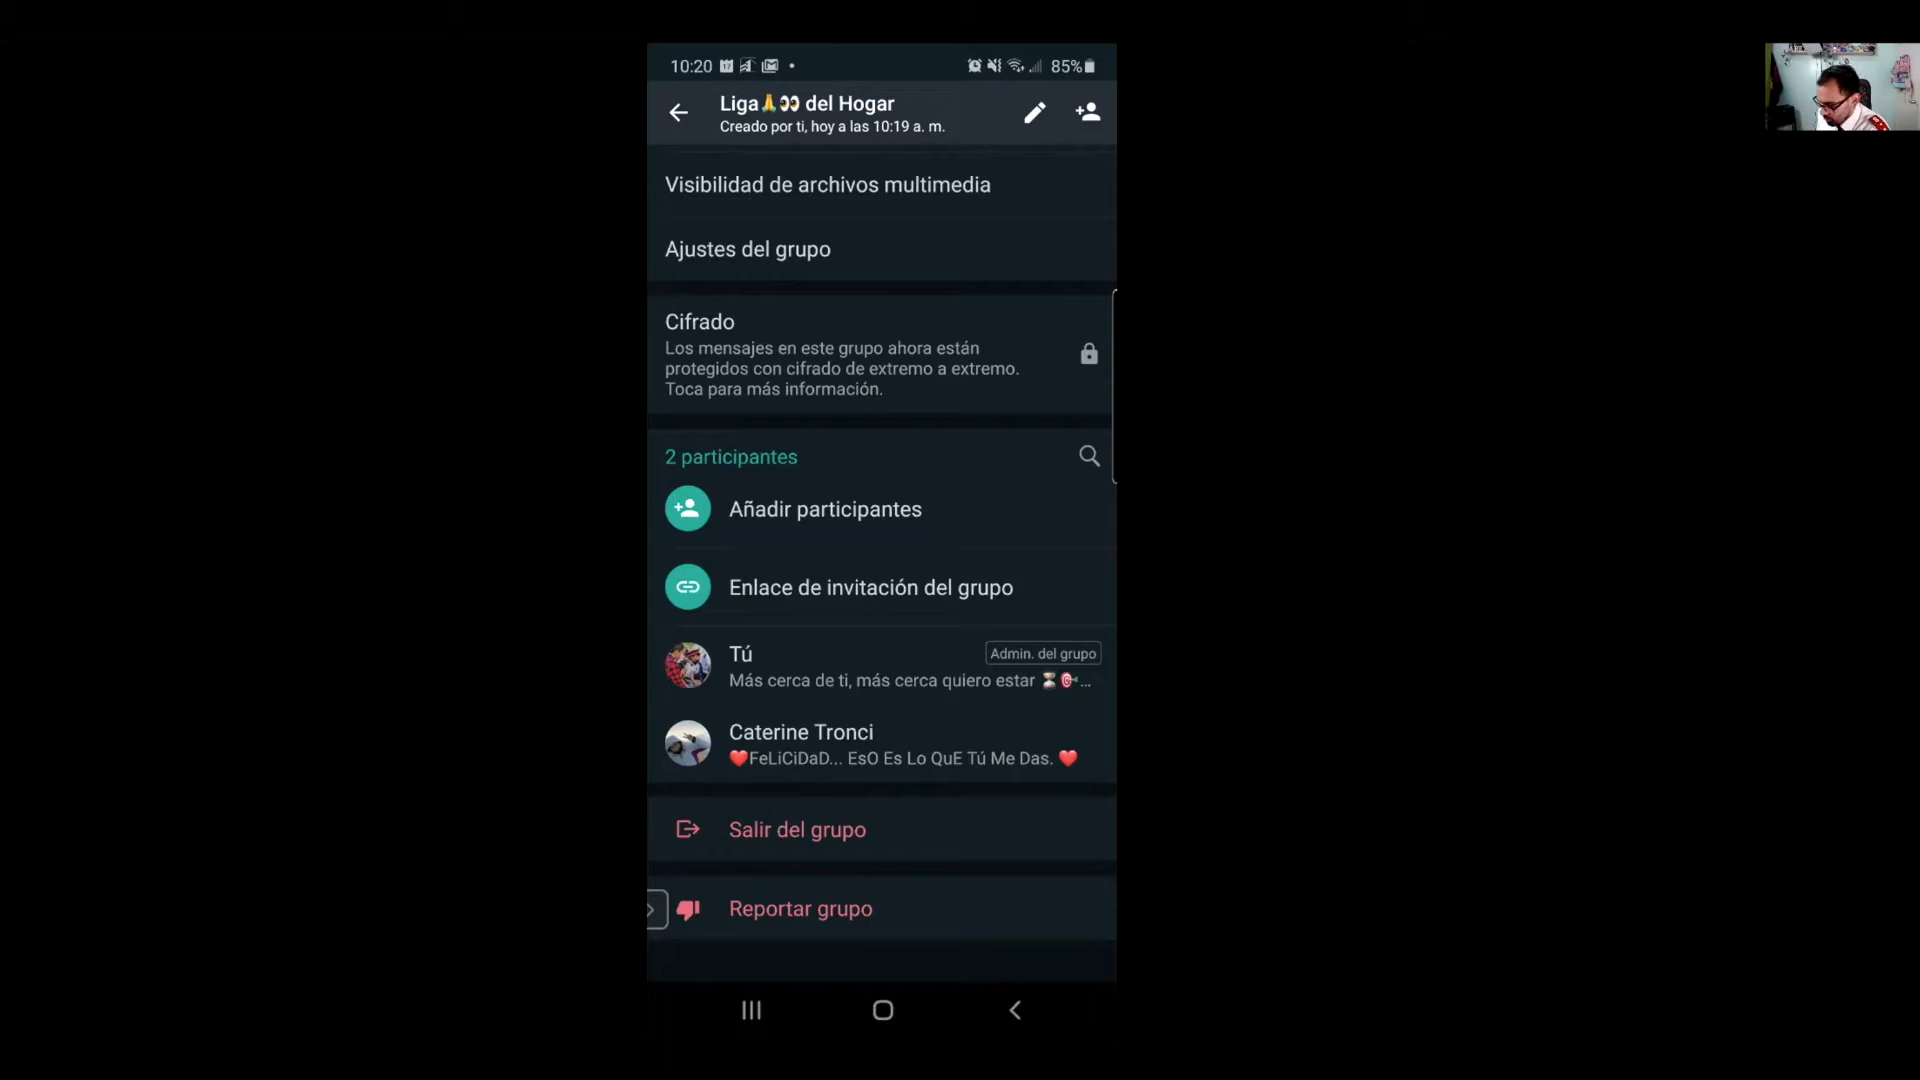 10:20 85%
Liga🙏👀 del Hogar
Creado por ti, hoy a las 10:19 a. m.
Visibilidad de archivos multimedia
Ajustes del grupo
Cifrado
Los mensajes en este grupo ahora están
protegidos con cifrado de extremo a extremo.
Toca para más información.
2 participantes
Añadir participantes
Enlace de invitación del grupo
Tú Admin. del grupo
Más cerca de ti, más cerca quiero estar ⏳🎯...
Caterine Tronci
❤️FeLiCiDaD... EsO Es Lo QuE Tú Me Das. ❤️
Salir del grupo
Reportar grupo